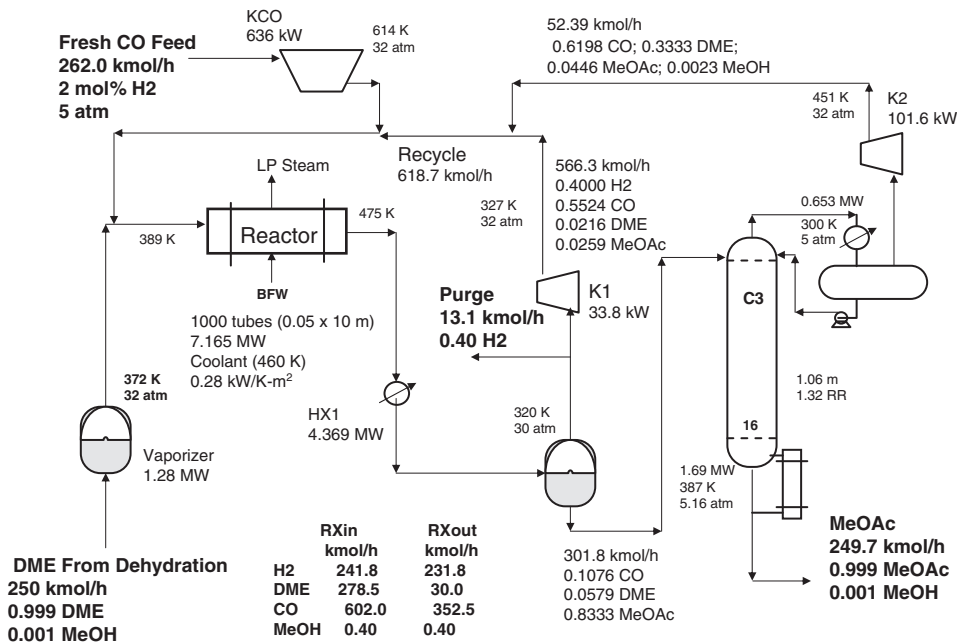 KCO
636 kW
614 K
32 atm
Fresh CO Feed
262.0 kmol/h
2 mol% H2
5 atm
52.39 kmol/h
0.6198 CO; 0.3333 DME;
0.0446 MeOAc; 0.0023 MeOH
451 K
32 atm
K2
101.6 kW
LP Steam
Recycle
618.7 kmol/h
566.3 kmol/h
0.4000 H2
0.5524 CO
0.0216 DME
0.0259 MeOAc
327 K
32 atm
0.653 MW
300 K
5 atm
389 K
Reactor
475 K
BFW
1000 tubes (0.05 x 10 m)
7.165 MW
Coolant (460 K)
0.28 kW/K-m²
Purge
13.1 kmol/h
0.40 H2
K1
33.8 kW
C3
1.06 m
1.32 RR
16
372 K
32 atm
HX1
4.369 MW
320 K
30 atm
Vaporizer
1.28 MW
1.69 MW
387 K
5.16 atm
DME From Dehydration
250 kmol/h
0.999 DME
0.001 MeOH
RXin RXout
kmol/h kmol/h
H2 241.8 231.8
DME 278.5 30.0
CO 602.0 352.5
MeOH 0.40 0.40
301.8 kmol/h
0.1076 CO
0.0579 DME
0.8333 MeOAc
MeOAc
249.7 kmol/h
0.999 MeOAc
0.001 MeOH